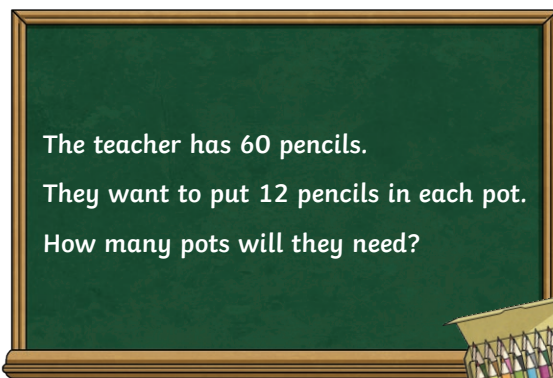 The teacher has 60 pencils.
They want to put 12 pencils in each pot.
How many pots will they need?